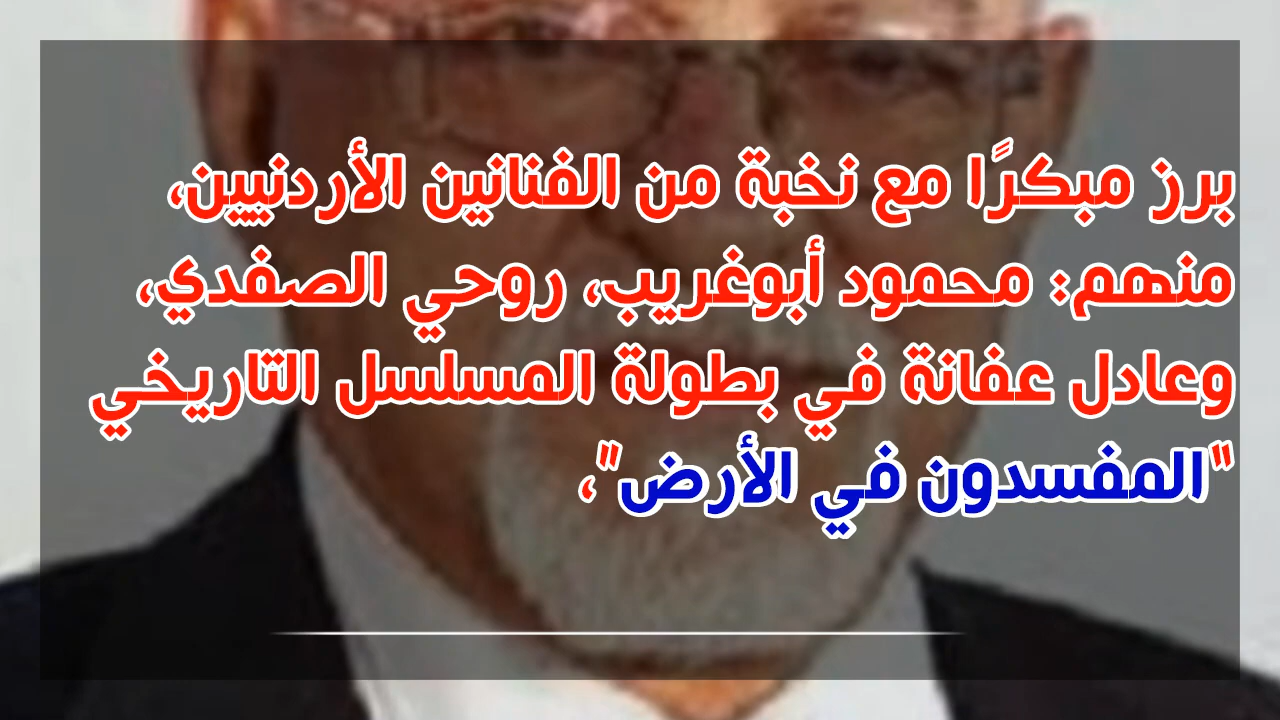 برز مبكرًا مع نخبة من الفنانين الأردنيين،
منهم: محمود أبوغريب، روحي الصفدي،
وعادل عفانة في بطولة المسلسل التاريخي
"المفسدون في الأرض"،